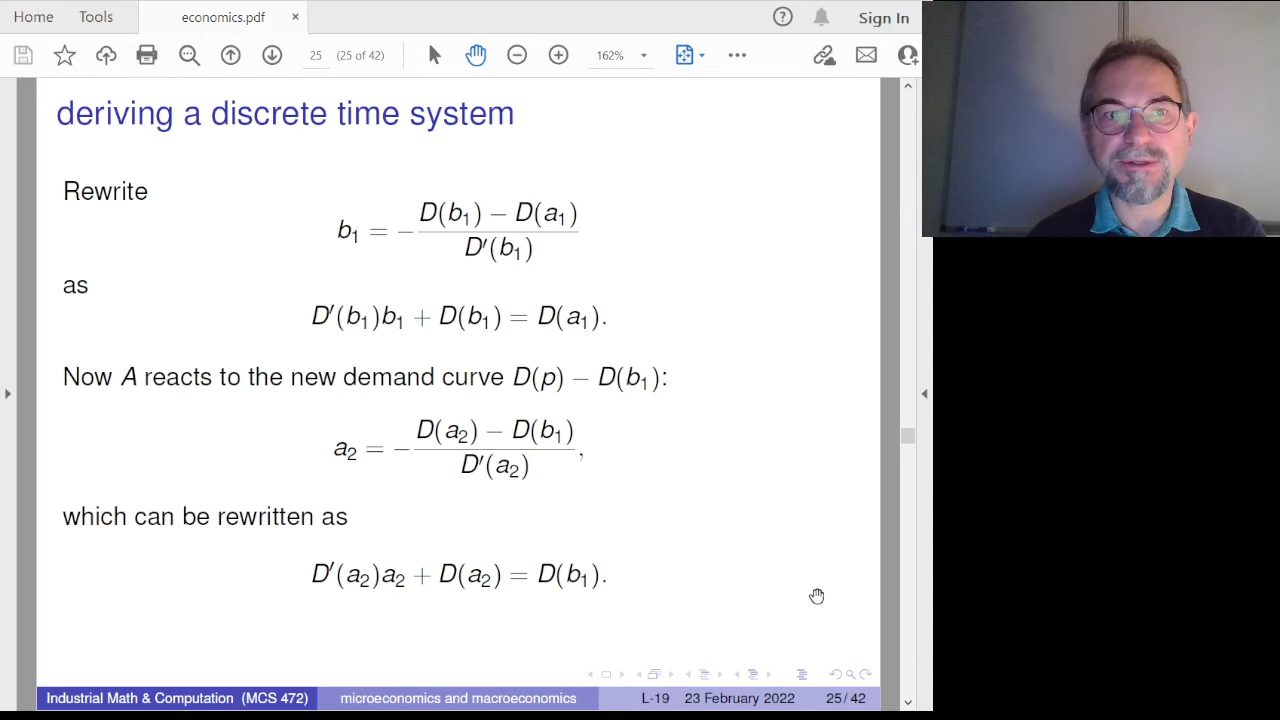 Home Tools economics.pdf × Sign In
25 (25 of 42) 162%
deriving a discrete time system
Rewrite
b₁ = − (D(b₁) − D(a₁)) / D′(b₁)
as
D′(b₁)b₁ + D(b₁) = D(a₁).
Now A reacts to the new demand curve D(p) − D(b₁):
a₂ = − (D(a₂) − D(b₁)) / D′(a₂),
which can be rewritten as
D′(a₂)a₂ + D(a₂) = D(b₁).
Industrial Math & Computation (MCS 472) microeconomics and macroeconomics L-19 23 February 2022 25 / 42